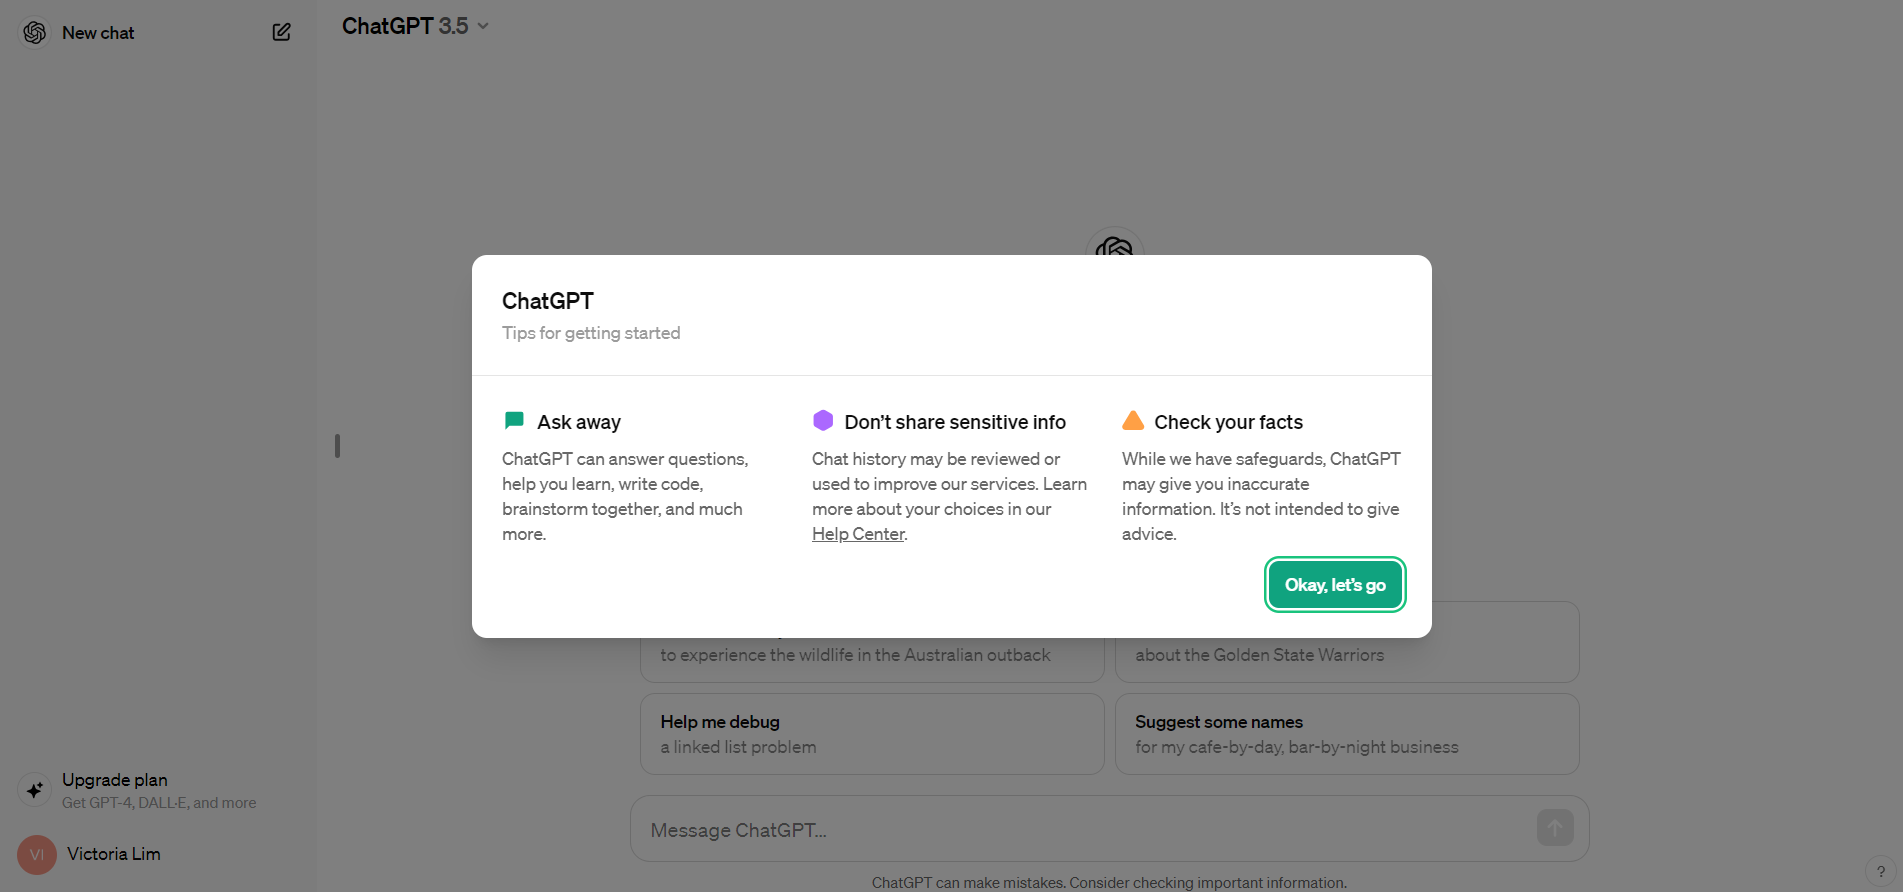 New chat
ChatGPT 3.5
ChatGPT
Tips for getting started
Ask away
ChatGPT can answer questions,
help you learn, write code,
brainstorm together, and much
more.
Don’t share sensitive info
Chat history may be reviewed or
used to improve our services. Learn
more about your choices in our
Help Center.
Check your facts
While we have safeguards, ChatGPT
may give you inaccurate
information. It’s not intended to give
advice.
Okay, let’s go
to experience the wildlife in the Australian outback
about the Golden State Warriors
Help me debug
a linked list problem
Suggest some names
for my cafe-by-day, bar-by-night business
Upgrade plan
Get GPT-4, DALL·E, and more
VI
Victoria Lim
Message ChatGPT...
ChatGPT can make mistakes. Consider checking important information.
?